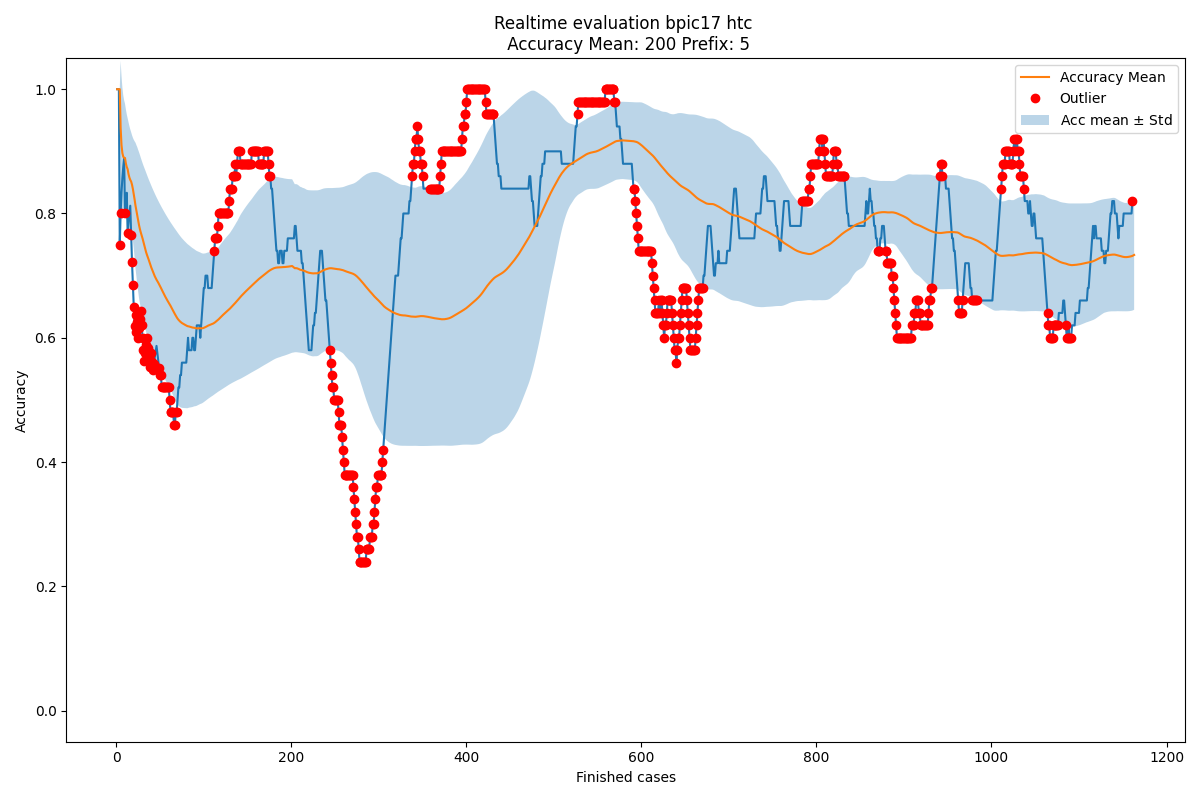 Realtime evaluation bpic17 htc
Accuracy Mean: 200 Prefix: 5
Accuracy Mean
Outlier
Acc mean ± Std
1.0
0.8
0.6
0.4
0.2
0.0
Accuracy
0
200
400
600
800
1000
1200
Finished cases